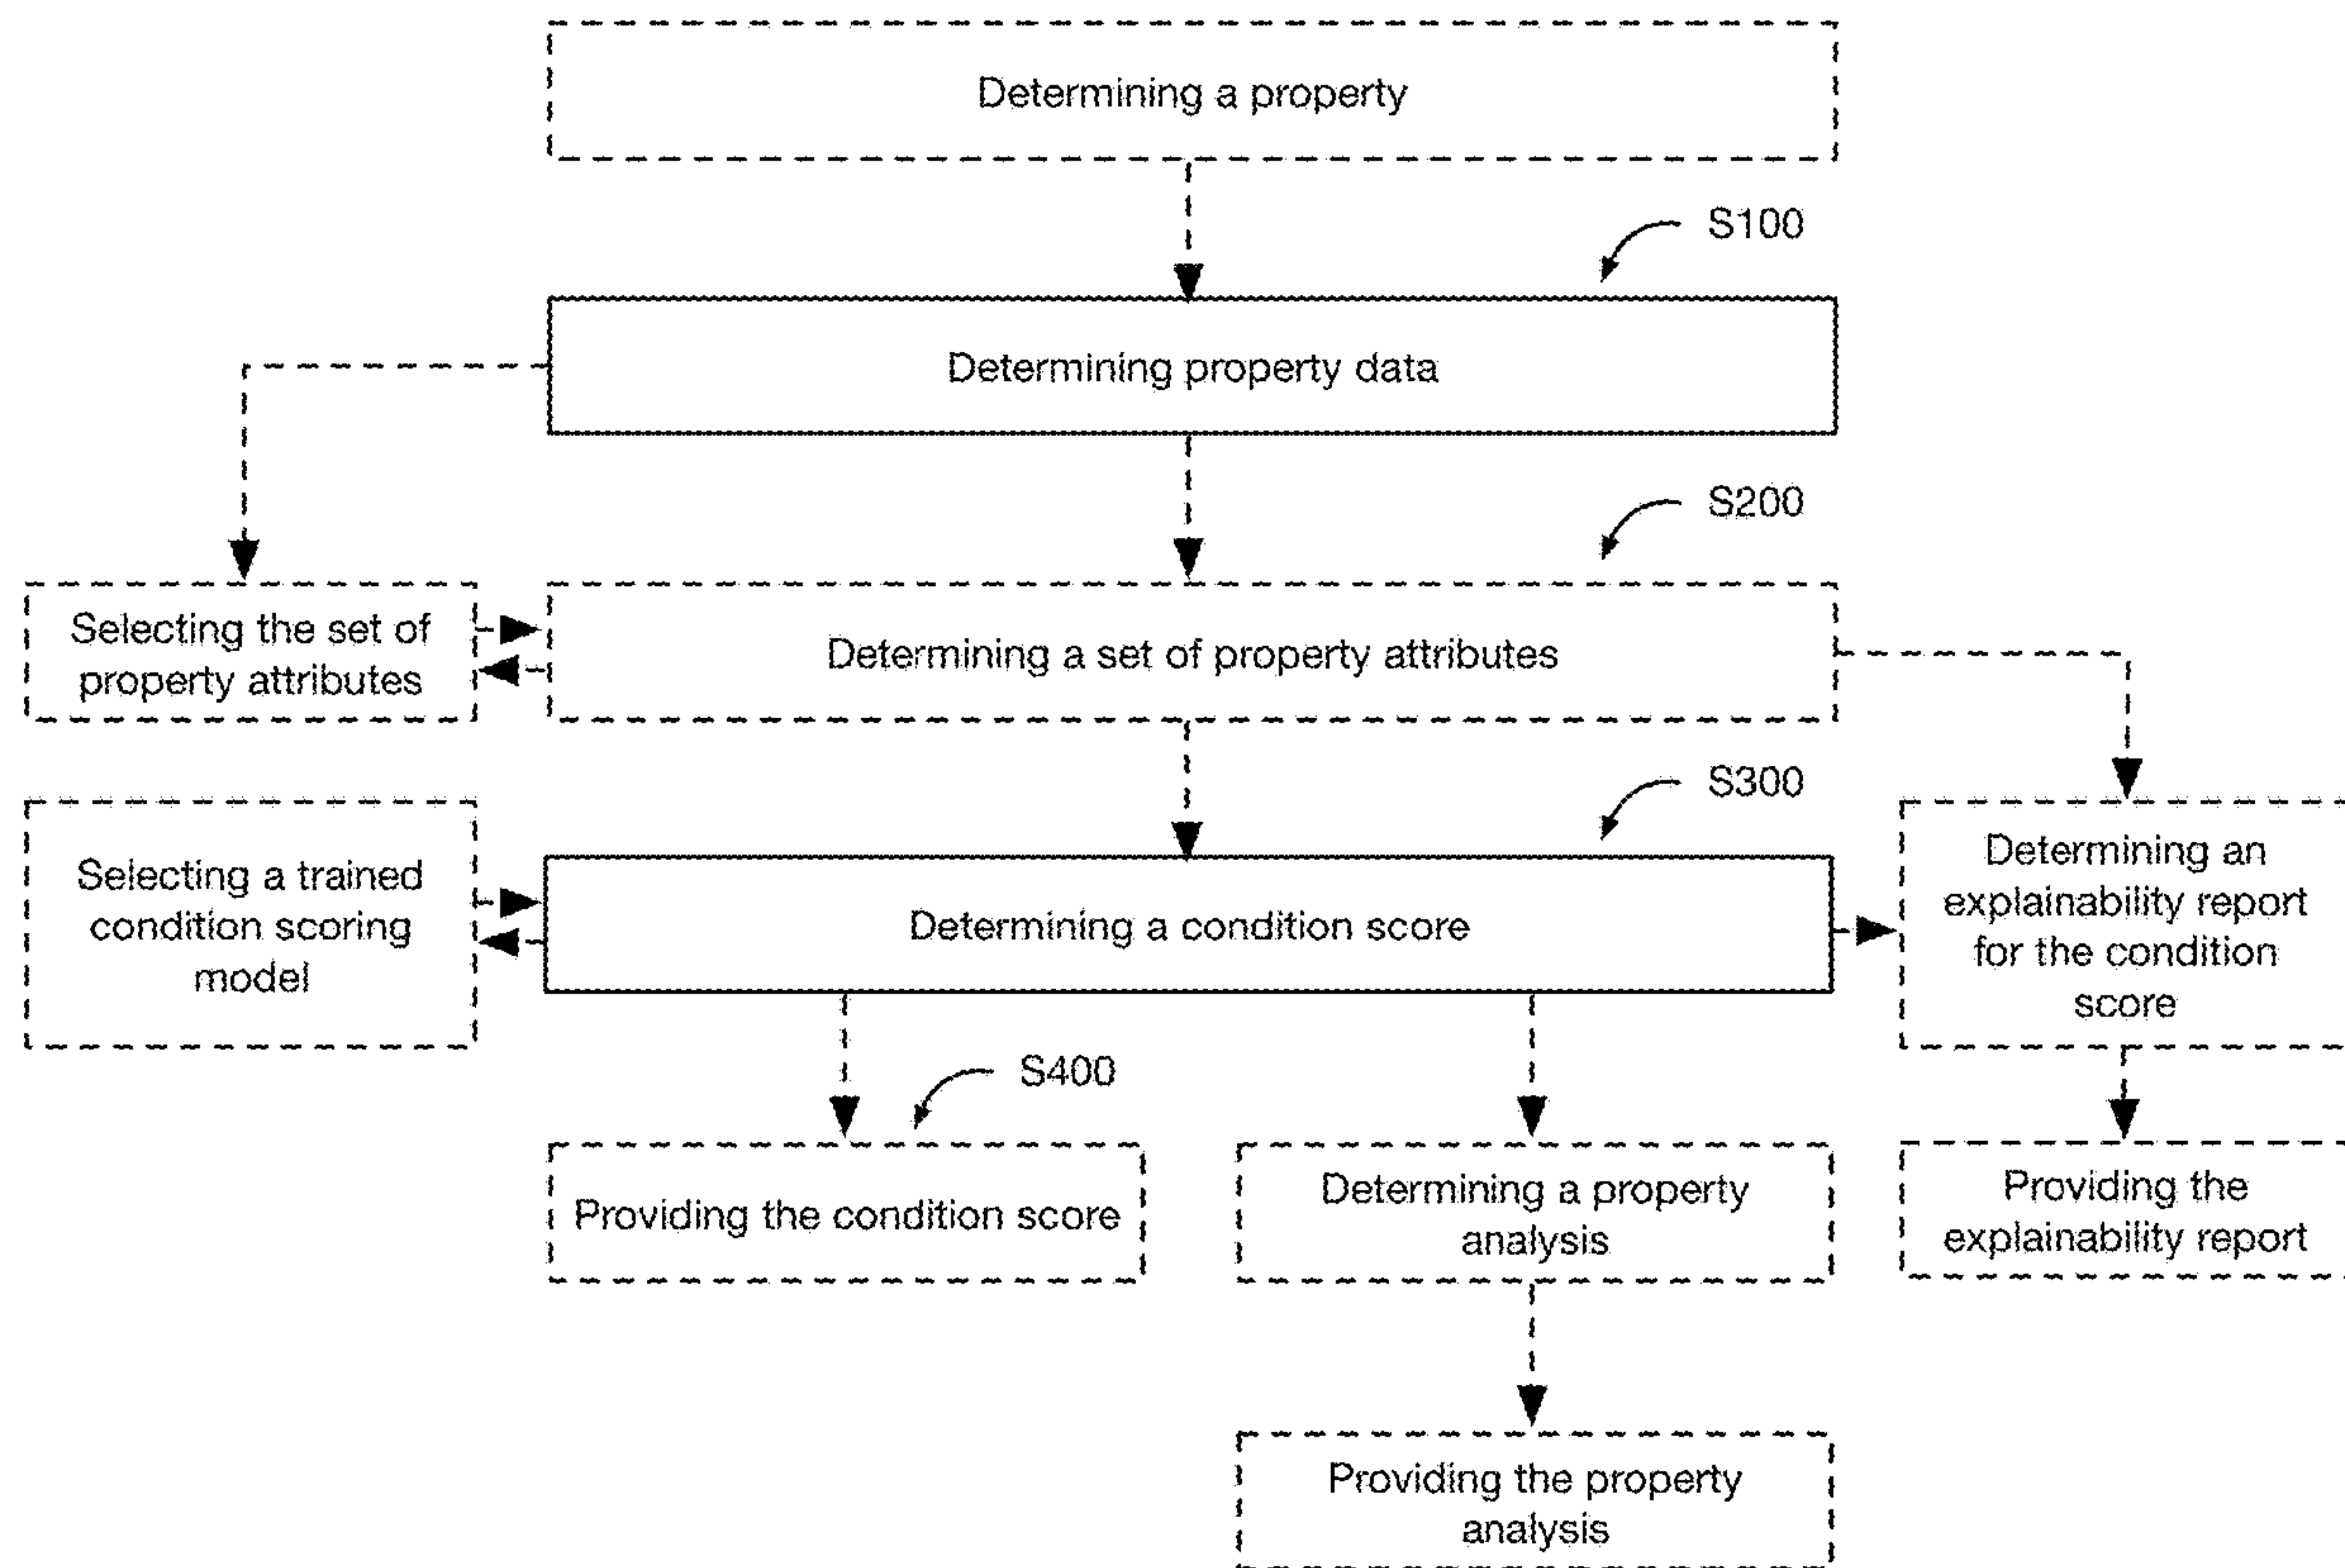 Determining a property
S100
Determining property data
S200
Selecting the set of
property attributes
Determining a set of property attributes
S300
Selecting a trained
condition scoring
model
Determining a condition score
Determining an
explainability report
for the condition
score
S400
Providing the condition score
Determining a property
analysis
Providing the
explainability report
Providing the property
analysis